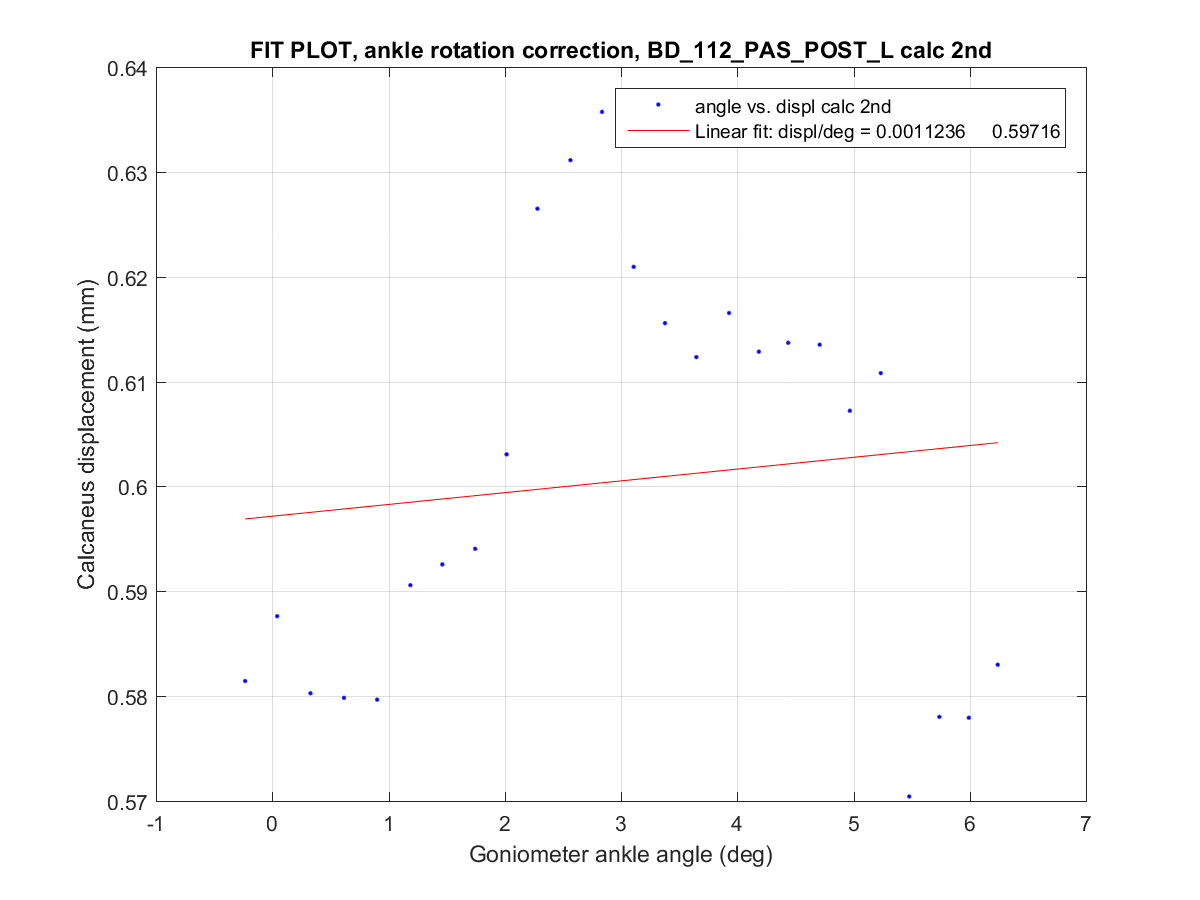 FIT PLOT, ankle rotation correction, BD_112_PAS_POST_L calc 2nd
angle vs. displ calc 2nd
Linear fit: displ/deg = 0.0011236 0.59716
Calcaneus displacement (mm)
0.64
0.63
0.62
0.61
0.6
0.59
0.58
0.57
-1 0 1 2 3 4 5 6 7
Goniometer ankle angle (deg)